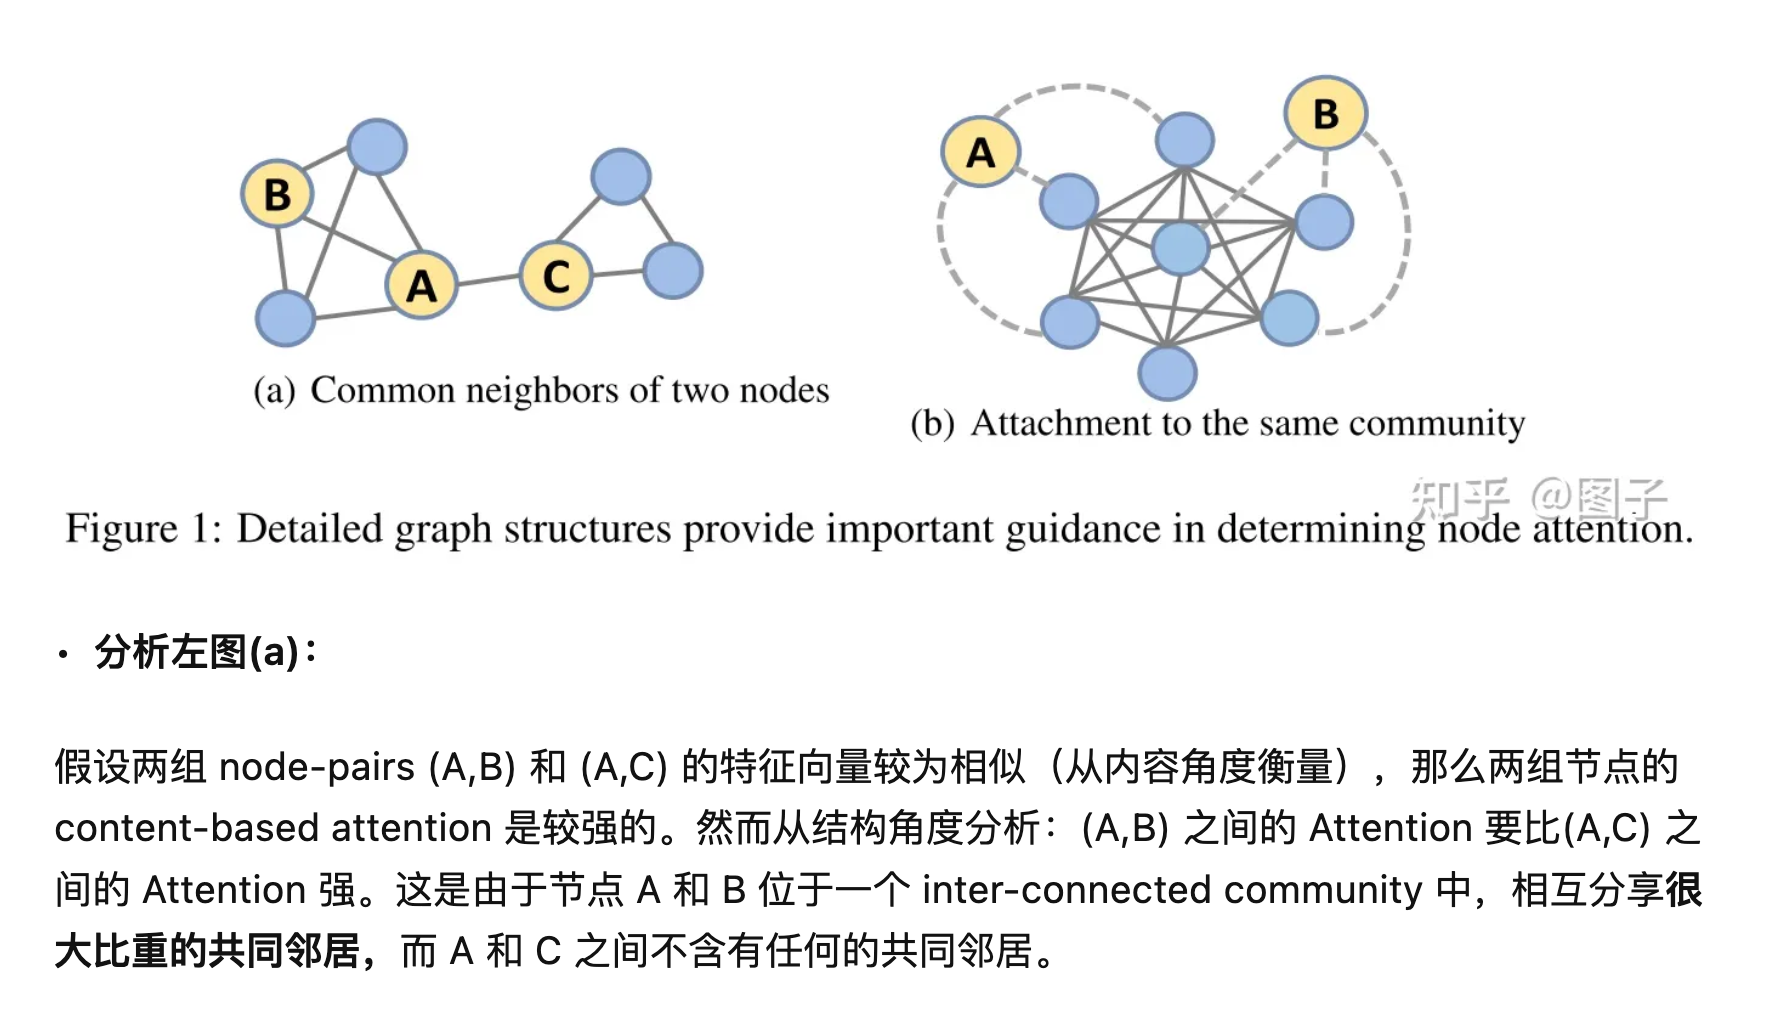 B
A
C
A
B
(a) Common neighbors of two nodes
(b) Attachment to the same community
知乎 @图子
Figure 1: Detailed graph structures provide important guidance in determining node attention.
• 分析左图(a)：
假设两组 node-pairs (A,B) 和 (A,C) 的特征向量较为相似（从内容角度衡量），那么两组节点的
content-based attention 是较强的。然而从结构角度分析：(A,B) 之间的 Attention 要比(A,C) 之
间的 Attention 强。这是由于节点 A 和 B 位于一个 inter-connected community 中，相互分享很
大比重的共同邻居，而 A 和 C 之间不含有任何的共同邻居。